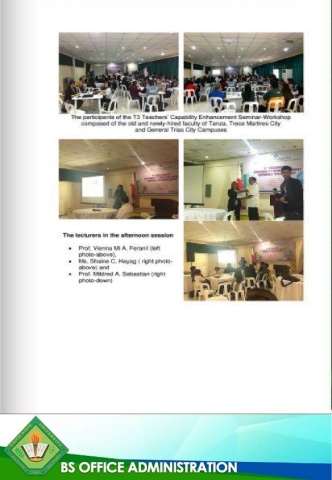 The participants of the T3 Teachers' Capability Enhancement Seminar-Workshop
composed of the old and newly-hired faculty of Tanza, Trece Martires City
and General Trias City Campuses
The lecturers in the afternoon session
• Prof. Vienna Mi A. Feranil (left
photo-above),
• Ms. Shaine C. Hayag ( right photo-
above) and
• Prof. Mildred A. Sebastian (right
photo-down)
BS OFFICE ADMINISTRATION